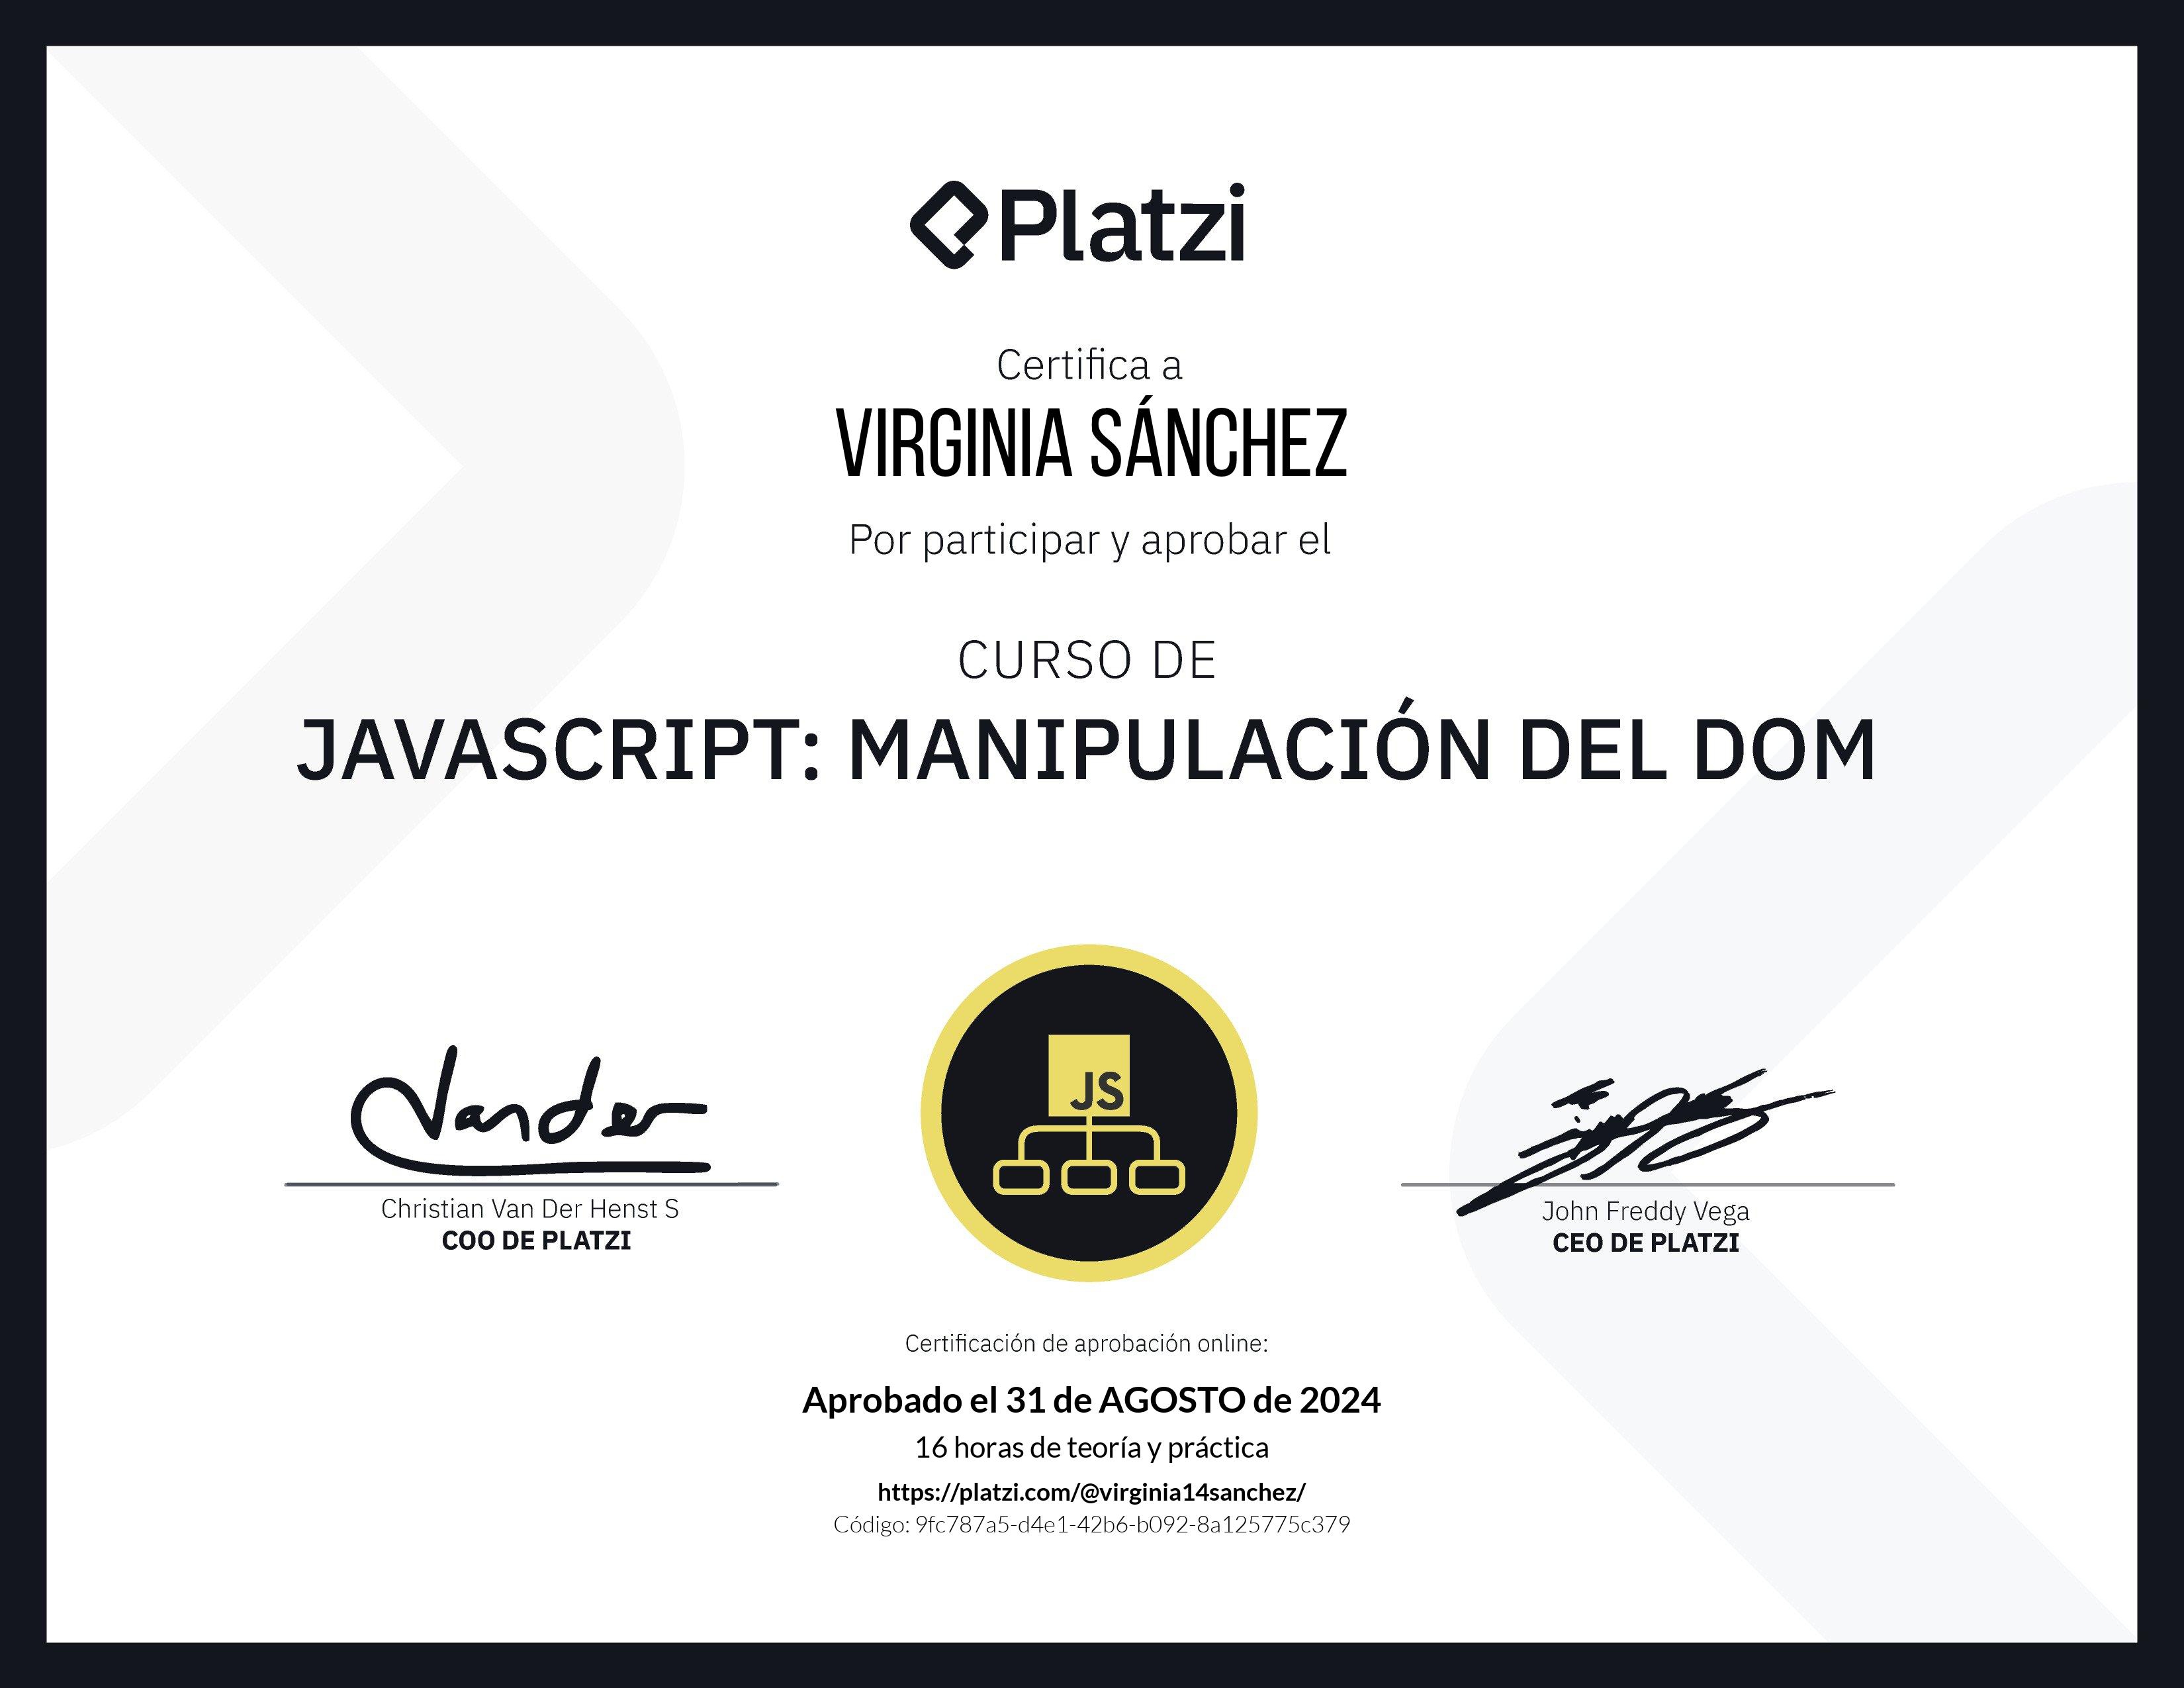 Platzi
Certifica a
VIRGINIA SÁNCHEZ
Por participar y aprobar el
CURSO DE
JAVASCRIPT: MANIPULACIÓN DEL DOM
JS
Vander
Christian Van Der Henst S
COO DE PLATZI
John Freddy Vega
CEO DE PLATZI
Certificación de aprobación online:
Aprobado el 31 de AGOSTO de 2024
16 horas de teoría y práctica
https://platzi.com/@virginia14sanchez/
Código: 9fc787a5-d4e1-42b6-b092-8a125775c379